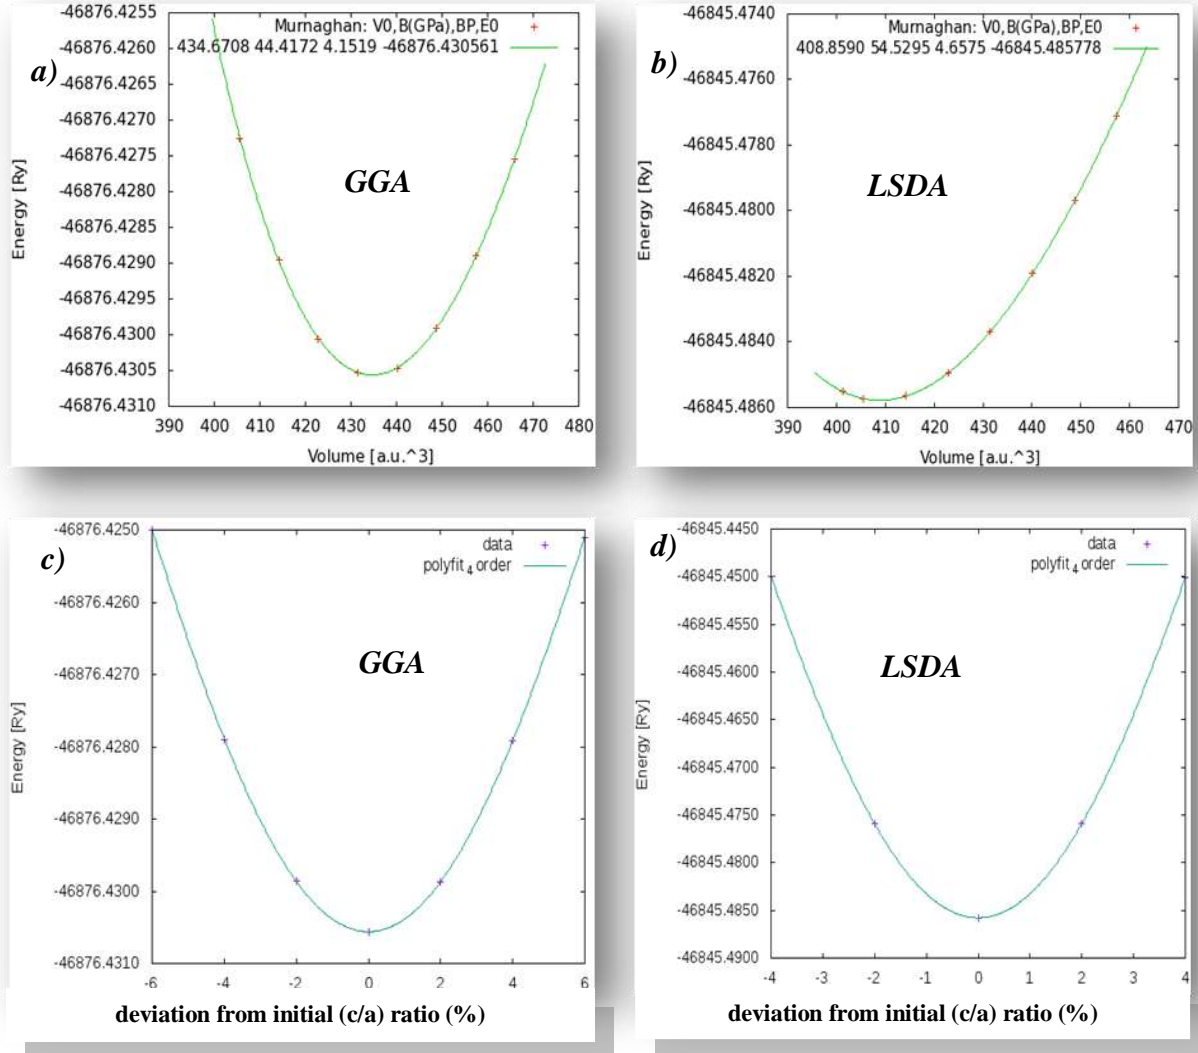 a)
Murnaghan: V0,B(GPa),BP,E0
434.6708 44.4172 4.1519 -46876.430561
GGA
Energy [Ry]
-46876.4255
-46876.4260
-46876.4265
-46876.4270
-46876.4275
-46876.4280
-46876.4285
-46876.4290
-46876.4295
-46876.4300
-46876.4305
-46876.4310
390 400 410 420 430 440 450 460 470 480
Volume [a.u.^3]
b)
Murnaghan: V0,B(GPa),BP,E0
408.8590 54.5295 4.6575 -46845.485778
LSDA
Energy [Ry]
-46845.4740
-46845.4760
-46845.4780
-46845.4800
-46845.4820
-46845.4840
-46845.4860
390 400 410 420 430 440 450 460 470
Volume [a.u.^3]
c)
data
polyfit4order
GGA
Energy [Ry]
-46876.4250
-46876.4260
-46876.4270
-46876.4280
-46876.4290
-46876.4300
-46876.4310
-6 -4 -2 0 2 4 6
deviation from initial (c/a) ratio (%)
d)
data
polyfit4order
LSDA
Energy [Ry]
-46845.4450
-46845.4500
-46845.4550
-46845.4600
-46845.4650
-46845.4700
-46845.4750
-46845.4800
-46845.4850
-46845.4900
-4 -3 -2 -1 0 1 2 3 4
deviation from initial (c/a) ratio (%)